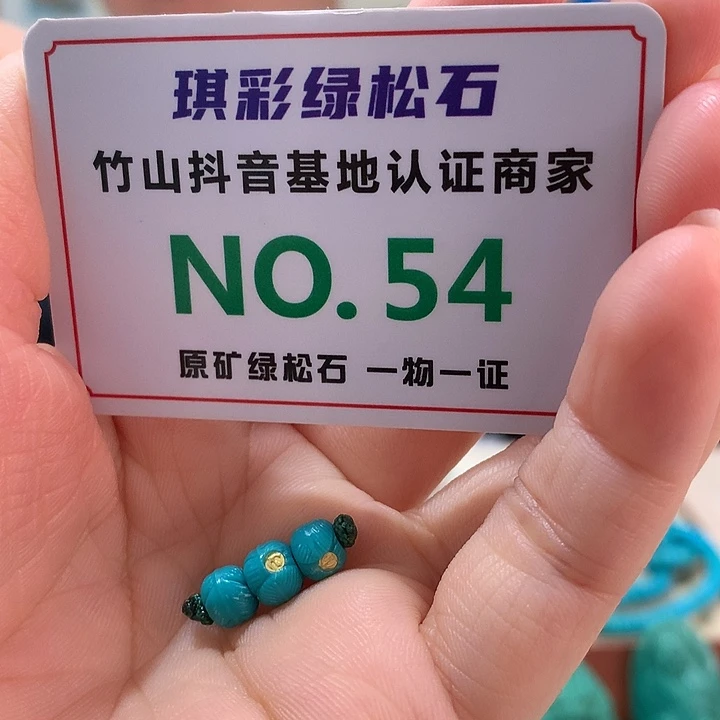 琪彩绿松石
竹山抖音基地认证商家
NO.54
原矿绿松石 一物一证